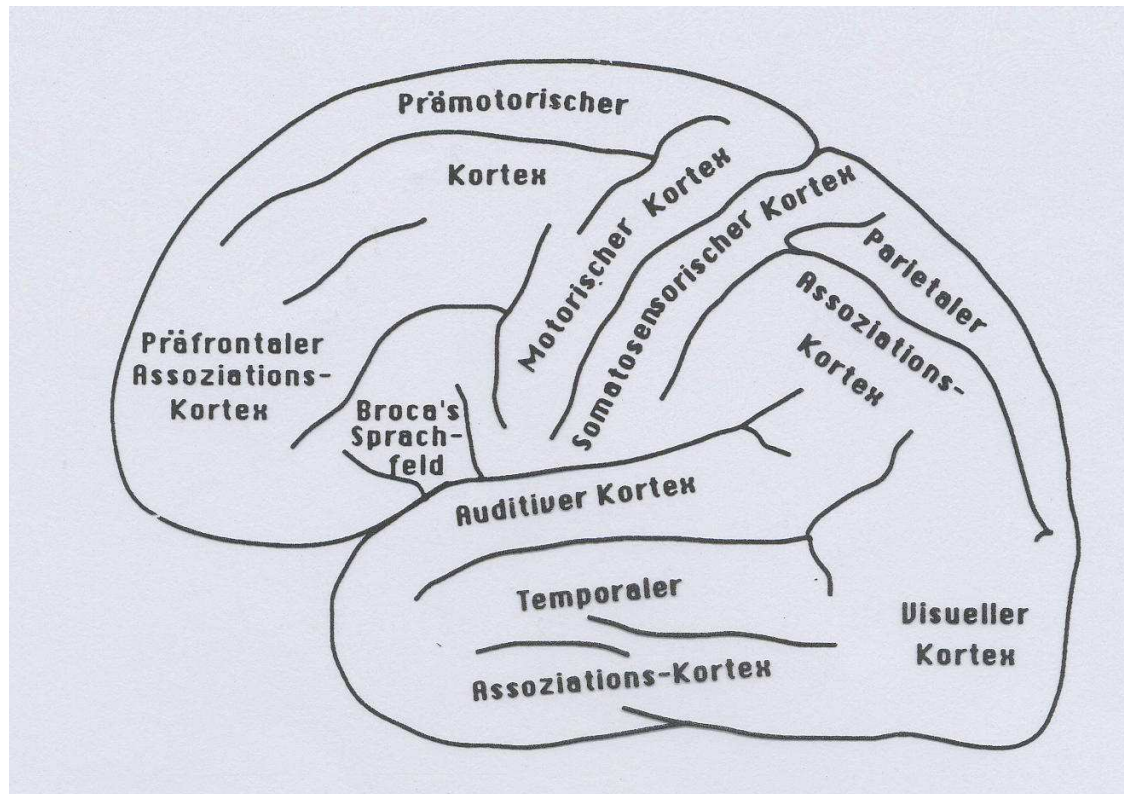 Prämotorischer
Kortex
Motorischer Kortex
Somatosensorischer Kortex
Parietaler
Assoziations-
Kortex
Präfrontaler
Assoziations-
Kortex
Broca's
Sprach-
feld
Auditiver Kortex
Temporaler
Assoziations-Kortex
Visueller
Kortex